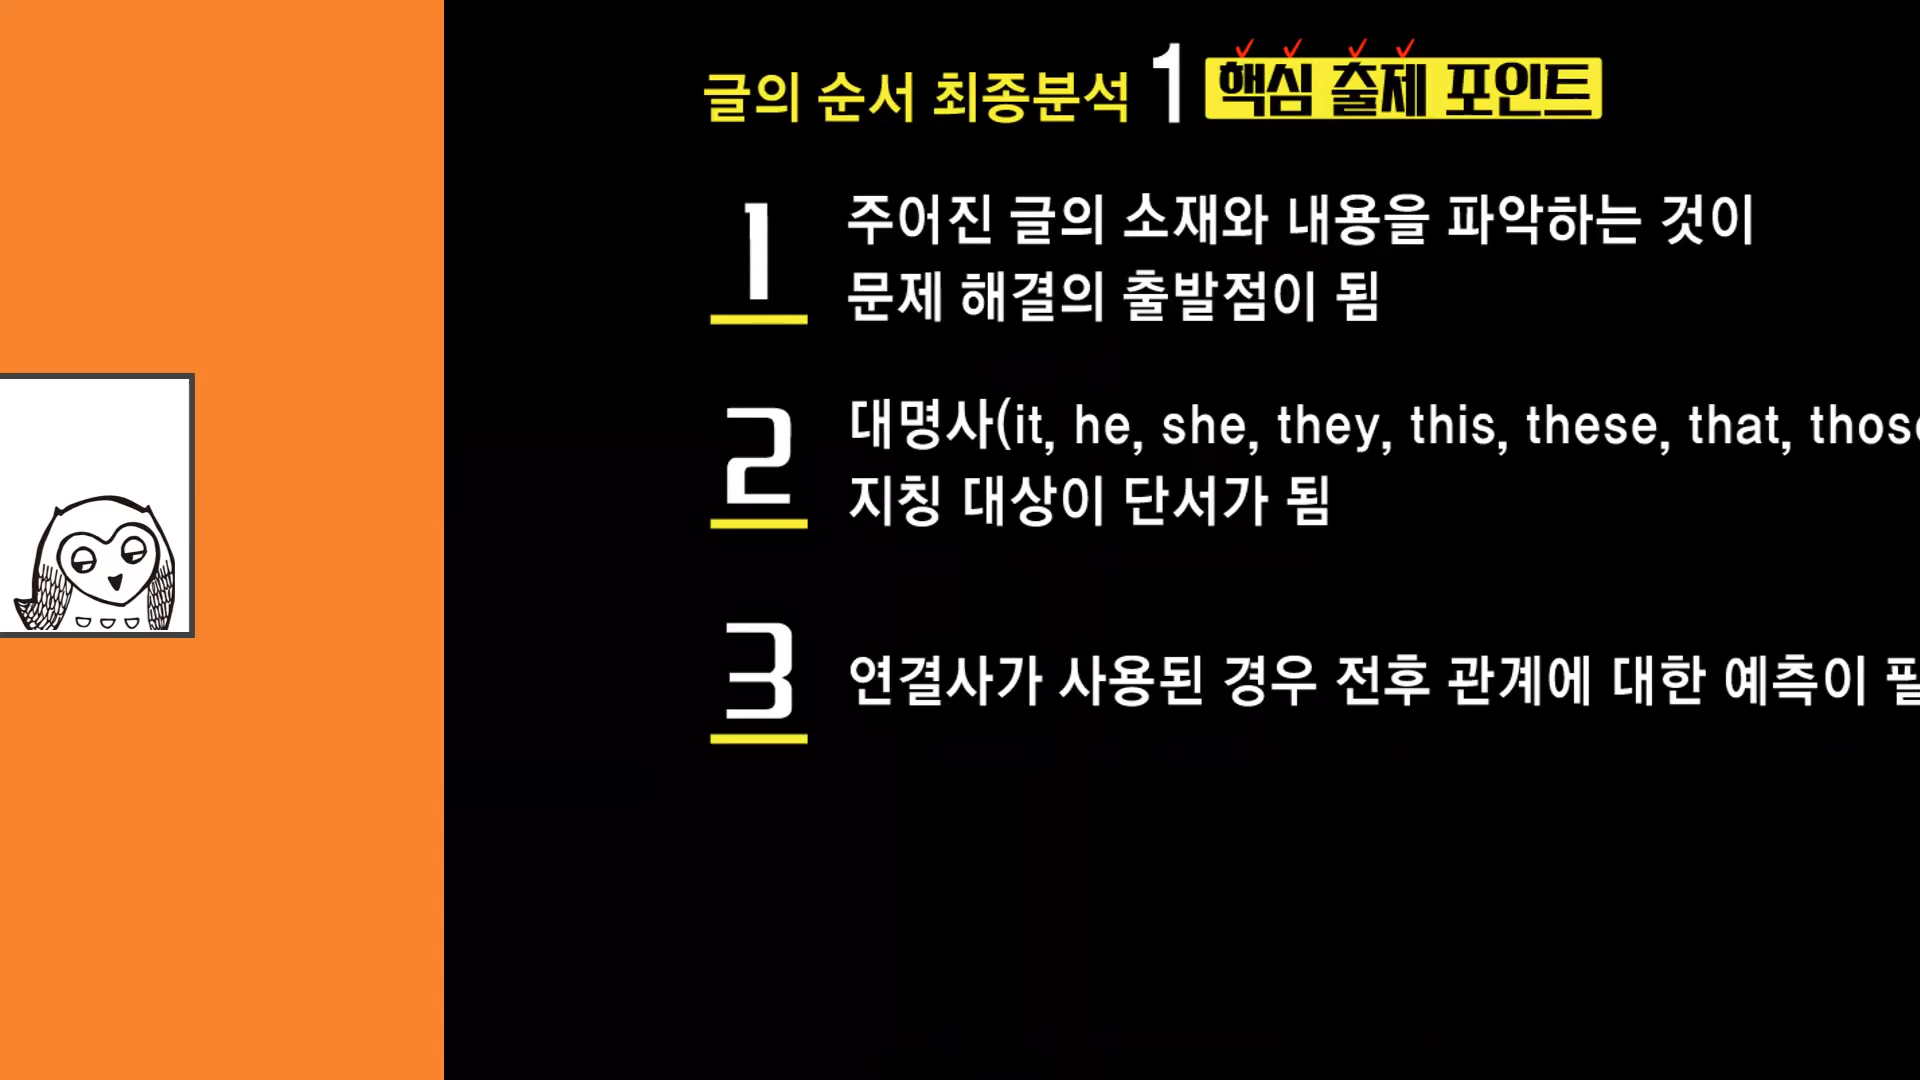 글의 순서 최종분석 1 핵심 출제 포인트
1
주어진 글의 소재와 내용을 파악하는 것이
문제 해결의 출발점이 됨
2
대명사(it, he, she, they, this, these, that,
지칭 대상이 단서가 됨
3
연결사가 사용된 경우 전후 관계에 대한 예측이